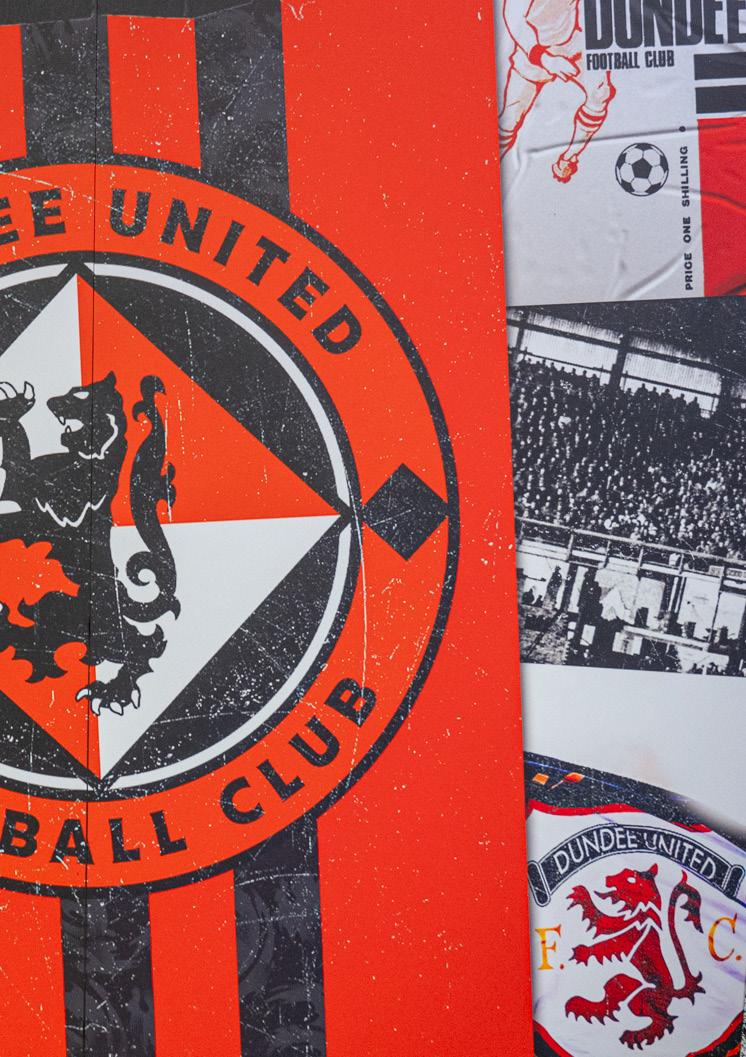 EE UNITED
BALL CLUB
DUNDEE
FOOTBALL CLUB
PRICE ONE SHILLING
DUNDEE UNITED
F. C.